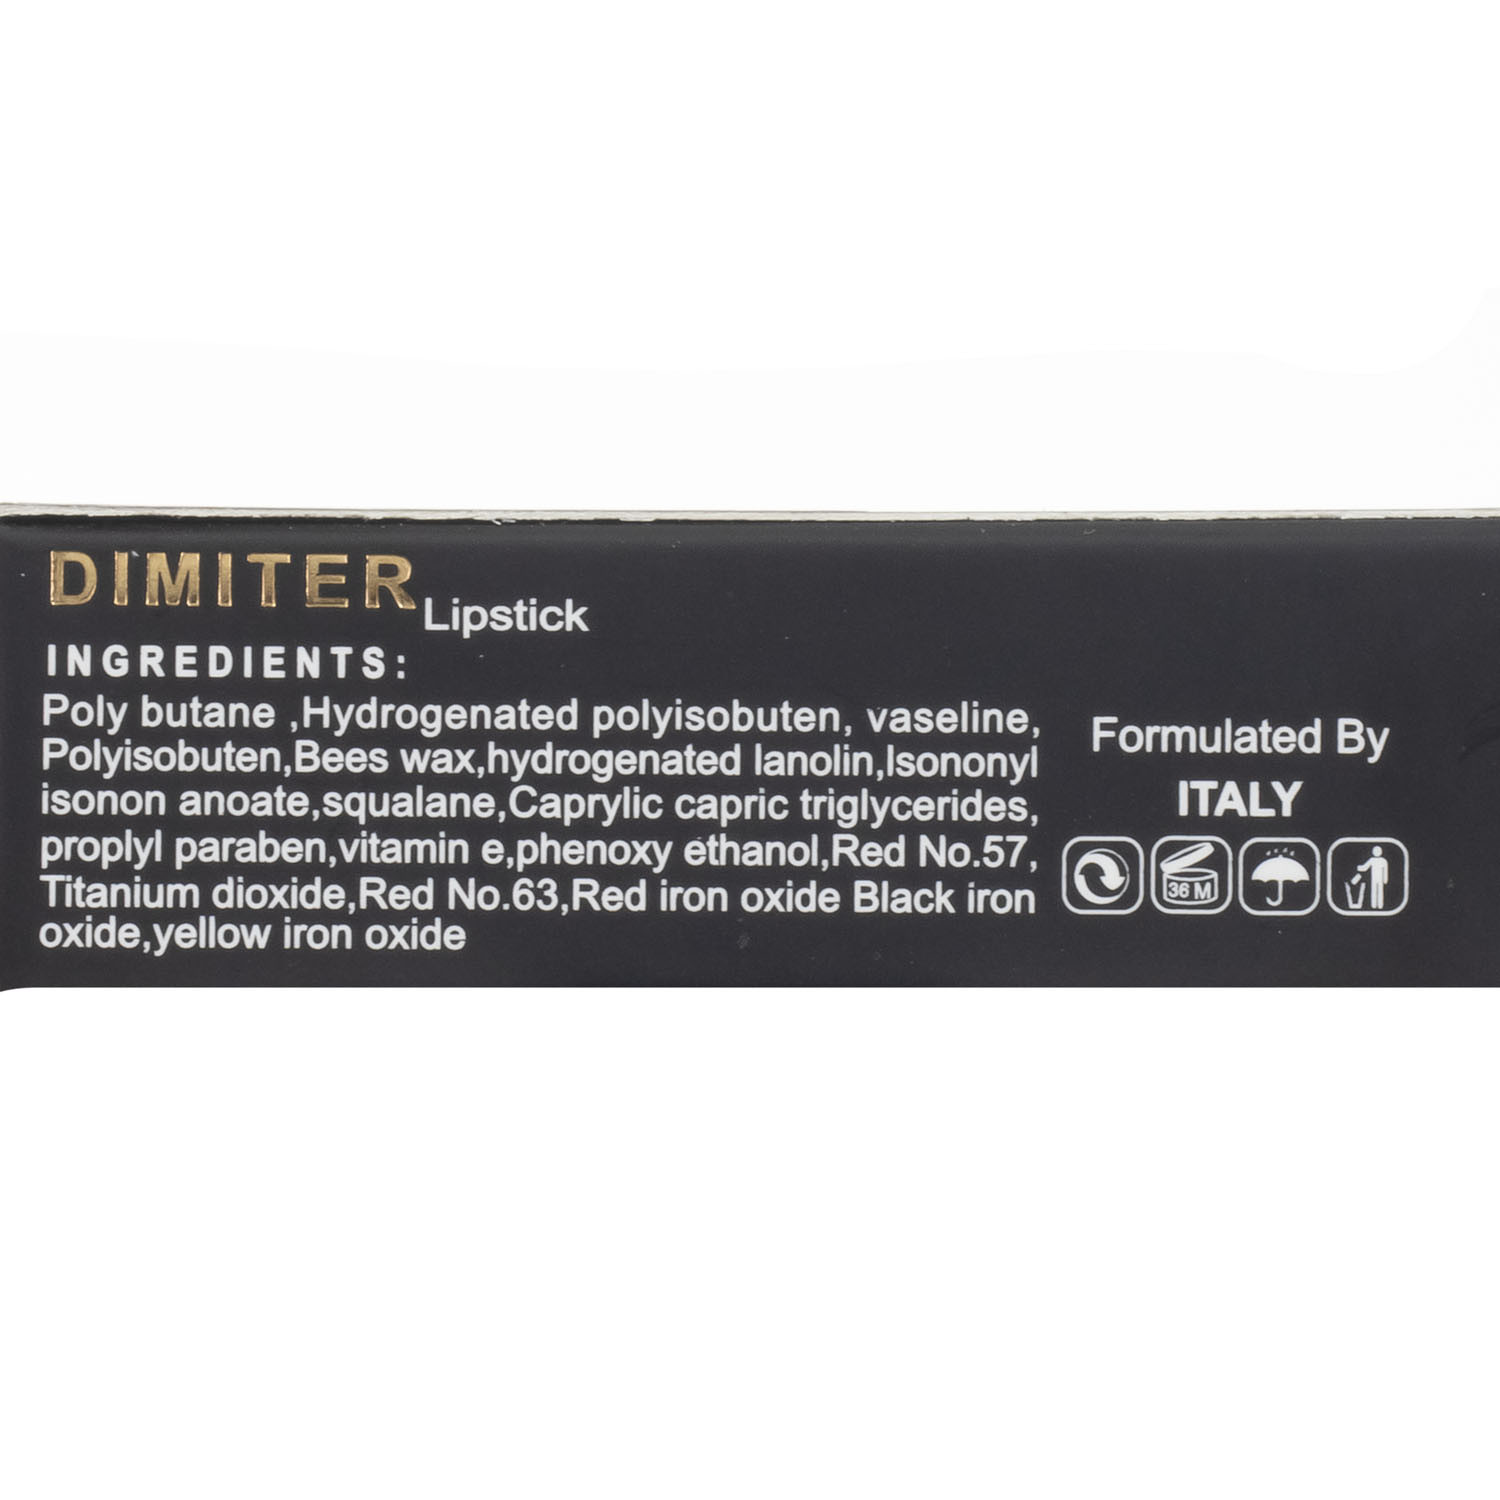 DIMITER Lipstick
INGREDIENTS:
Poly butane ,Hydrogenated polyisobuten, vaseline,
Polyisobuten,Bees wax,hydrogenated lanolin,Isononyl
isonon anoate,squalane,Caprylic capric triglycerides,
proplyl paraben,vitamin e,phenoxy ethanol,Red No.57,
Titanium dioxide,Red No.63,Red iron oxide Black iron
oxide,yellow iron oxide
Formulated By
ITALY
36 M